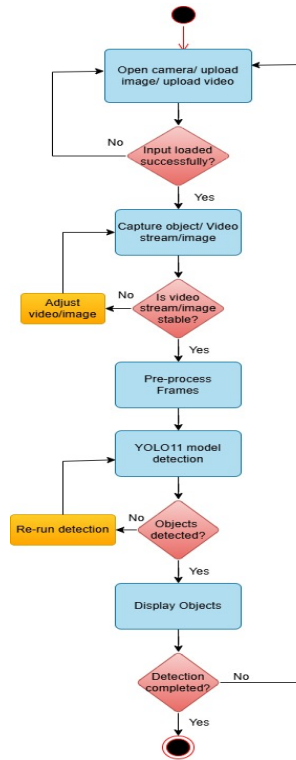 Open camera/ upload
image/ upload video
No
Input loaded
successfully?
Yes
Capture object/ Video
stream/image
Adjust
video/image
No
Is video
stream/image
stable?
Yes
Pre-process
Frames
YOLO11 model
detection
Re-run detection
No
Objects
detected?
Yes
Display Objects
Detection
completed?
No
Yes